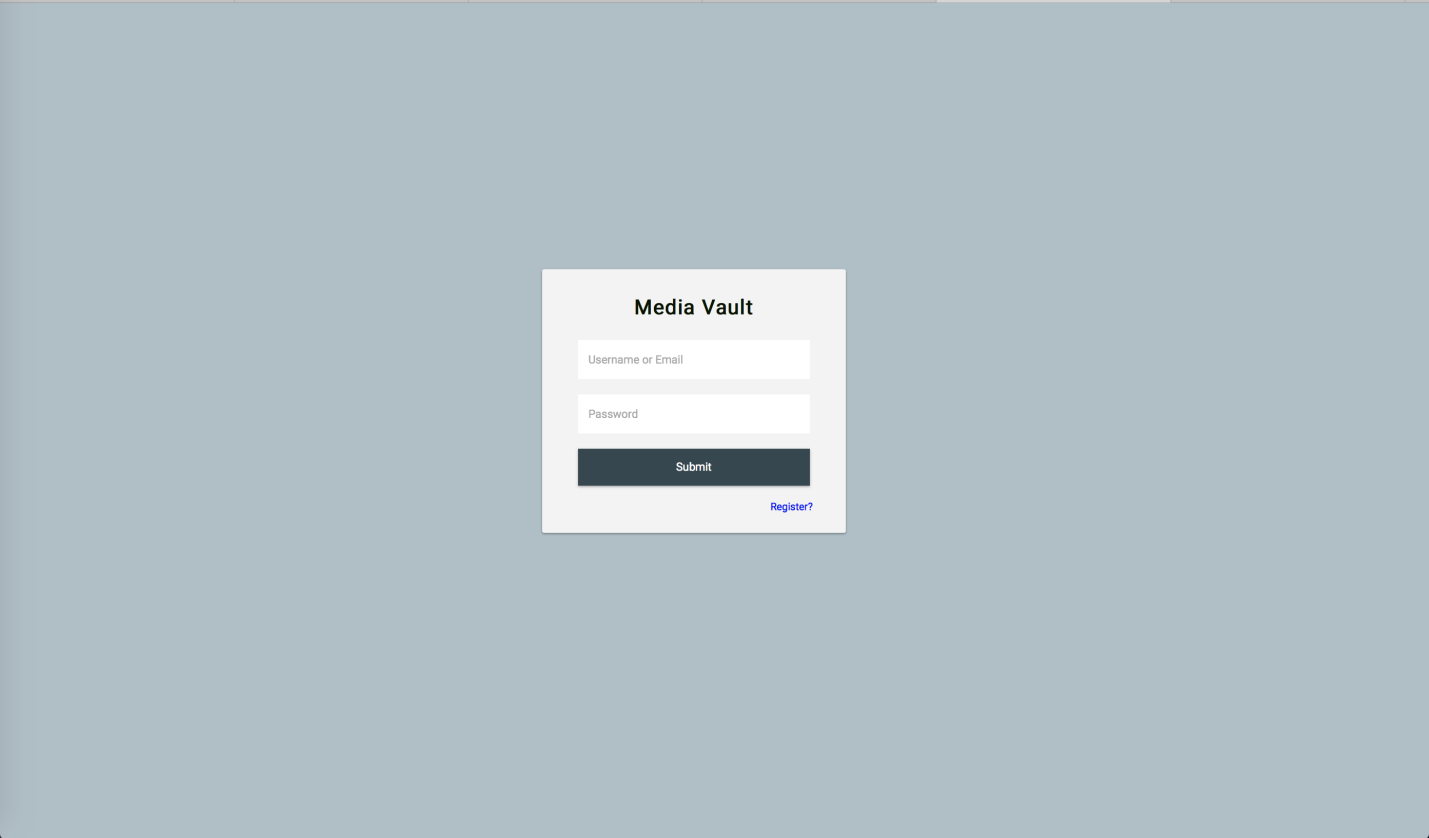 Media Vault
Username or Email
Password
Submit
Register?